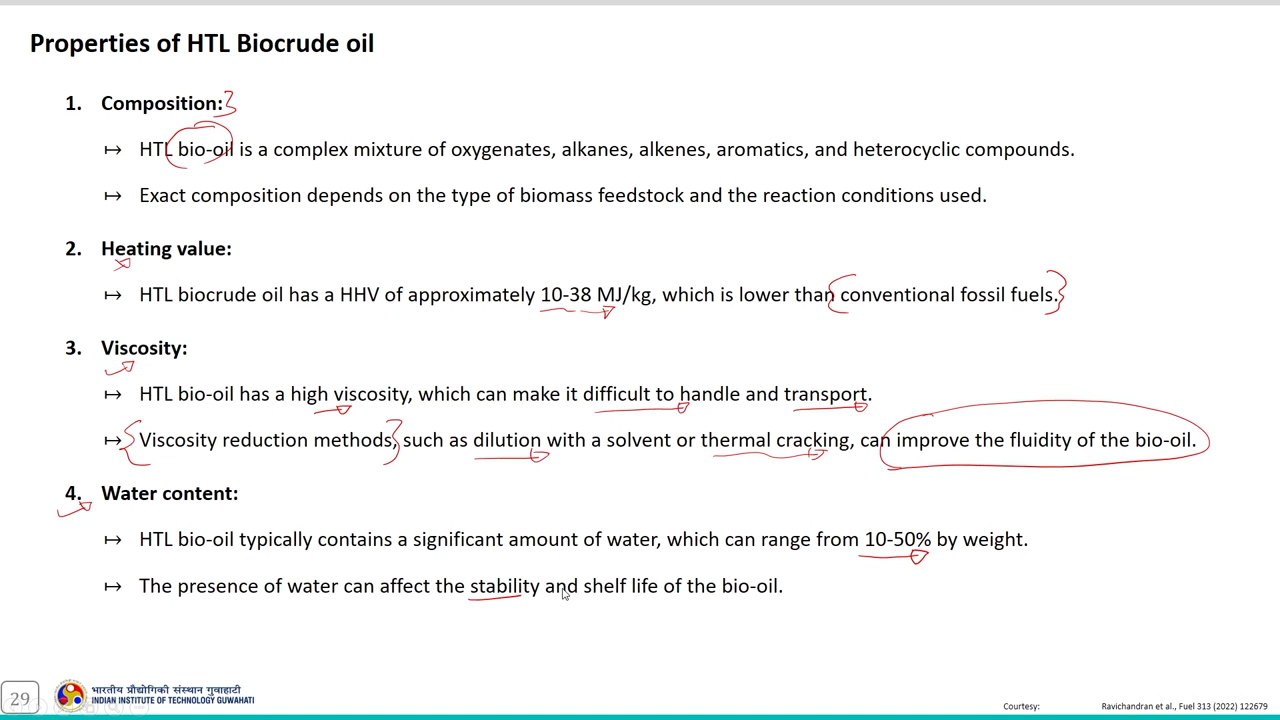 Properties of HTL Biocrude oil
1. Composition:
↦ HTL bio-oil is a complex mixture of oxygenates, alkanes, alkenes, aromatics, and heterocyclic compounds.
↦ Exact composition depends on the type of biomass feedstock and the reaction conditions used.
2. Heating value:
↦ HTL biocrude oil has a HHV of approximately 10-38 MJ/kg, which is lower than conventional fossil fuels.
3. Viscosity:
↦ HTL bio-oil has a high viscosity, which can make it difficult to handle and transport.
↦ Viscosity reduction methods, such as dilution with a solvent or thermal cracking, can improve the fluidity of the bio-oil.
4. Water content:
↦ HTL bio-oil typically contains a significant amount of water, which can range from 10-50% by weight.
↦ The presence of water can affect the stability and shelf life of the bio-oil.
29
भारतीय प्रौद्योगिकी संस्थान गुवाहाटी
INDIAN INSTITUTE OF TECHNOLOGY GUWAHATI
Courtesy: Ravichandran et al., Fuel 313 (2022) 122679